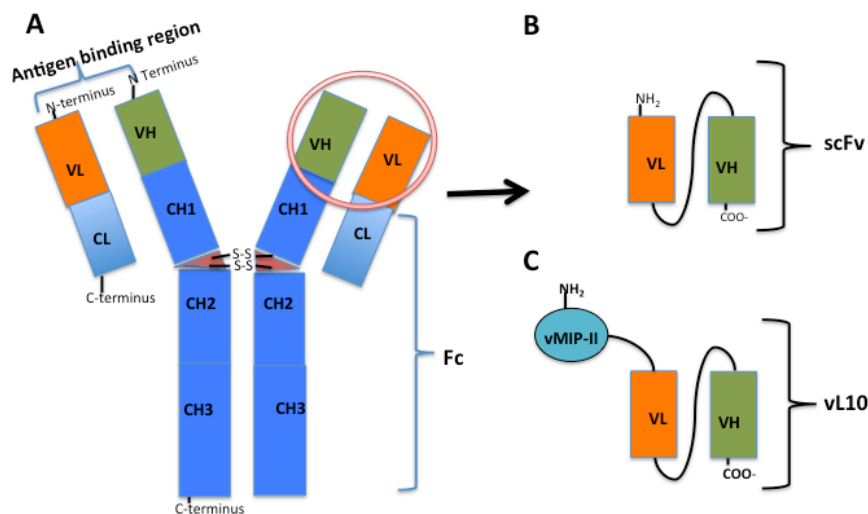 A
Antigen binding region
N-terminus
N Terminus
VL
VH
CL
CH1
C-terminus
S-S
S-S
VH
VL
CH1
CL
CH2
CH2
CH3
CH3
C-terminus
Fc
B
NH2
VL
VH
COO-
scFv
C
NH2
vMIP-II
VL
VH
COO-
vL10